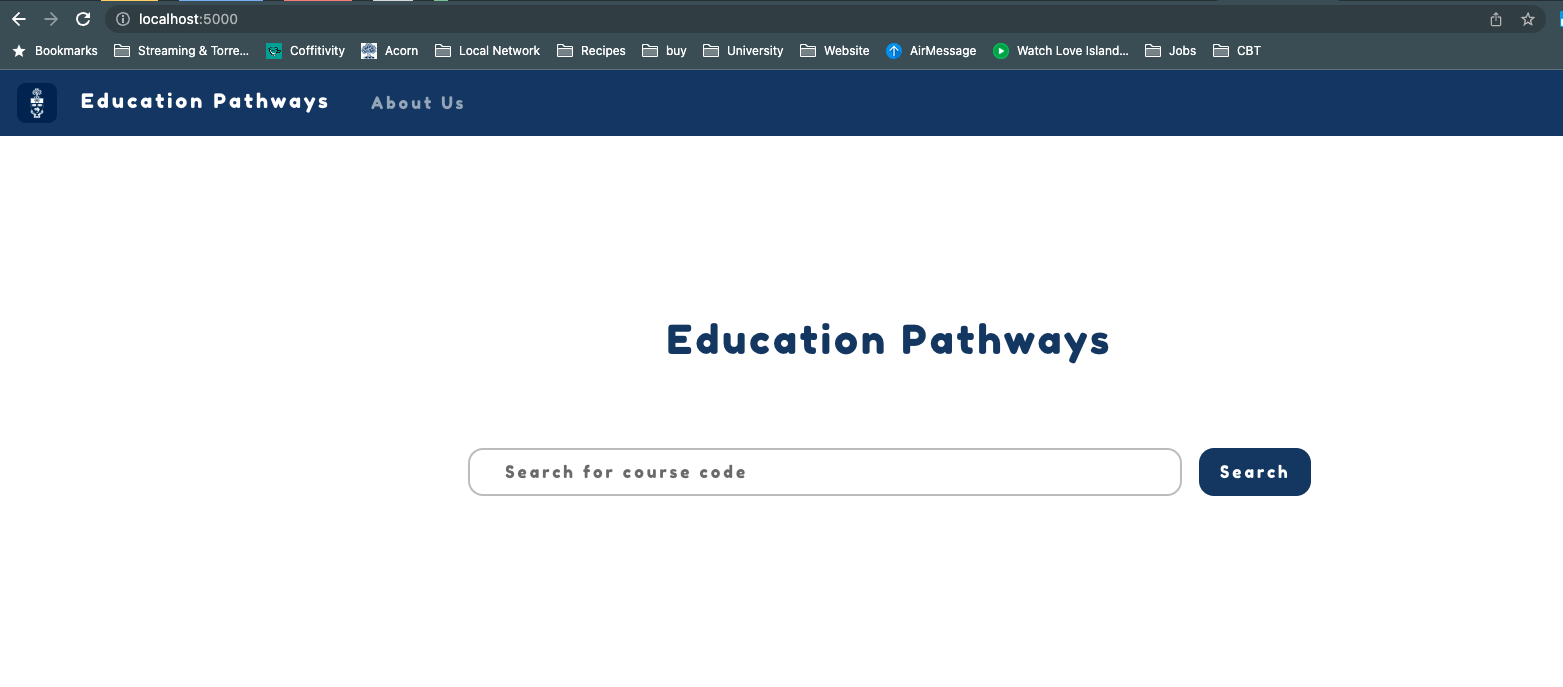 localhost:5000
Bookmarks Streaming & Torre... Coffitivity Acorn Local Network Recipes buy University Website AirMessage Watch Love Island... Jobs CBT
Education Pathways About Us
Education Pathways
Search for course code Search